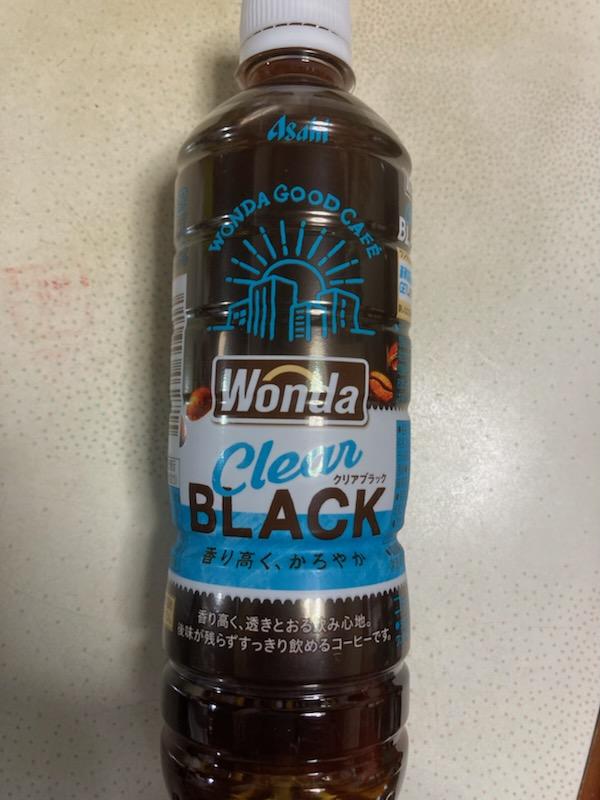 Asahi
WONDA GOOD CAFÉ
Wonda
Clear
クリアブラック
BLACK
香り高く、かろやか
香り高く、透きとおる飲み心地。
後味が残らずすっきり飲めるコーヒーです。